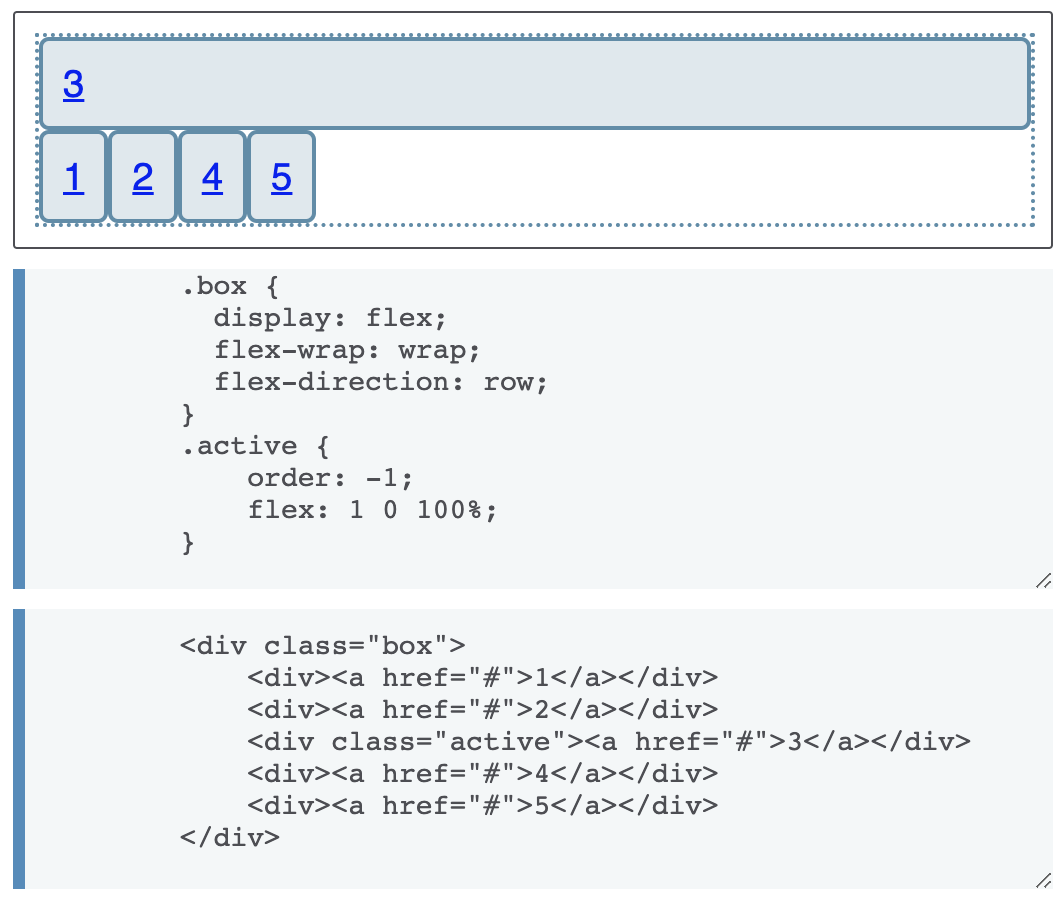 3
1 2 4 5
.box {
  display: flex;
  flex-wrap: wrap;
  flex-direction: row;
}
.active {
    order: -1;
    flex: 1 0 100%;
}
<div class="box">
    <div><a href="#">1</a></div>
    <div><a href="#">2</a></div>
    <div class="active"><a href="#">3</a></div>
    <div><a href="#">4</a></div>
    <div><a href="#">5</a></div>
</div>